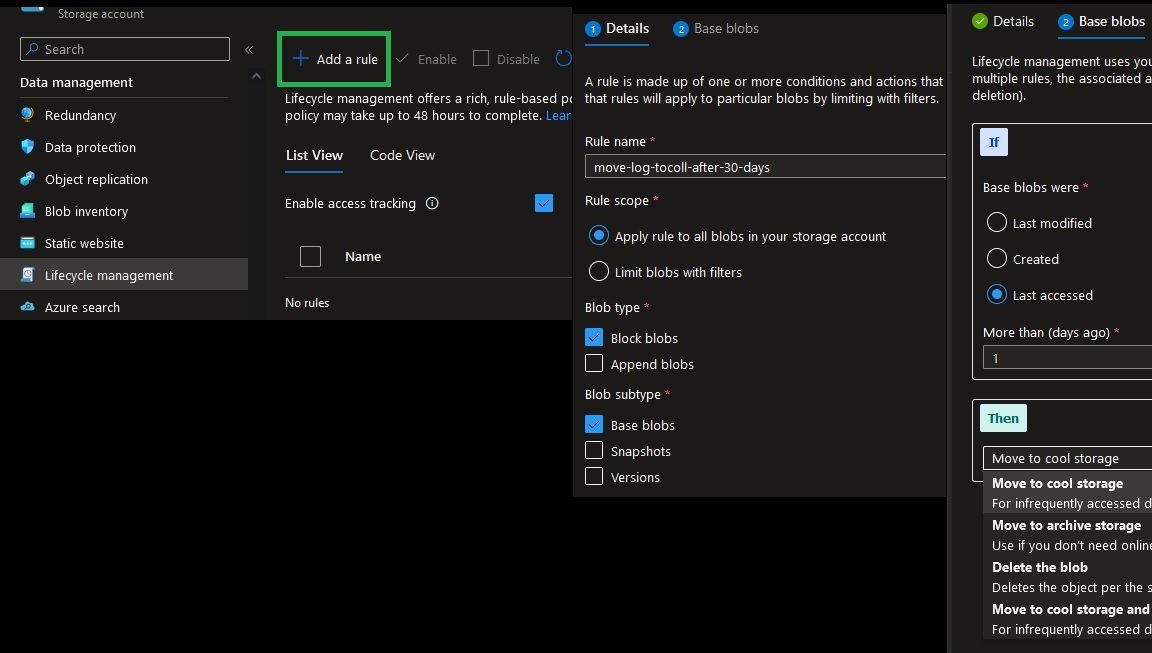 Storage account
Search
«
Data management
Redundancy
Data protection
Object replication
Blob inventory
Static website
Lifecycle management
Azure search
+ Add a rule
Enable
Disable
Lifecycle management offers a rich, rule-based po
policy may take up to 48 hours to complete. Lear
List View
Code View
Enable access tracking
Name
No rules
1 Details
2 Base blobs
A rule is made up of one or more conditions and actions that
that rules will apply to particular blobs by limiting with filters.
Rule name *
move-log-tocoll-after-30-days
Rule scope *
Apply rule to all blobs in your storage account
Limit blobs with filters
Blob type *
Block blobs
Append blobs
Blob subtype *
Base blobs
Snapshots
Versions
Details
2 Base blobs
Lifecycle management uses you
multiple rules, the associated a
deletion).
If
Base blobs were *
Last modified
Created
Last accessed
More than (days ago) *
1
Then
Move to cool storage
Move to cool storage
For infrequently accessed d
Move to archive storage
Use if you don't need online
Delete the blob
Deletes the object per the s
Move to cool storage and
For infrequently accessed d